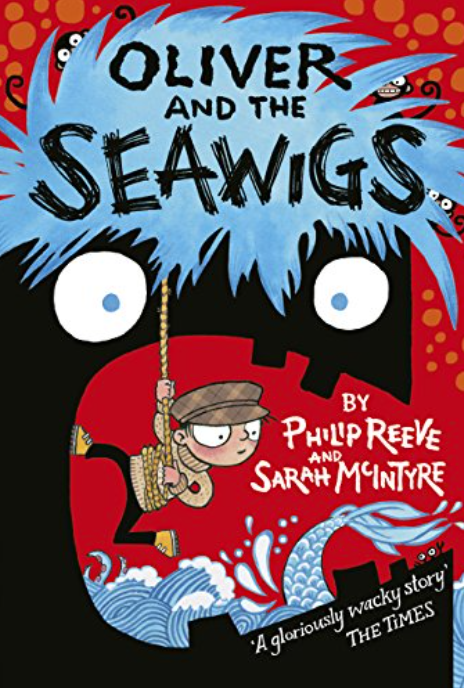 OLIVER
AND THE
SEAWIGS
BY
PHILIP REEVE
AND
SARAH McINTYRE
'A gloriously wacky story'
THE TIMES